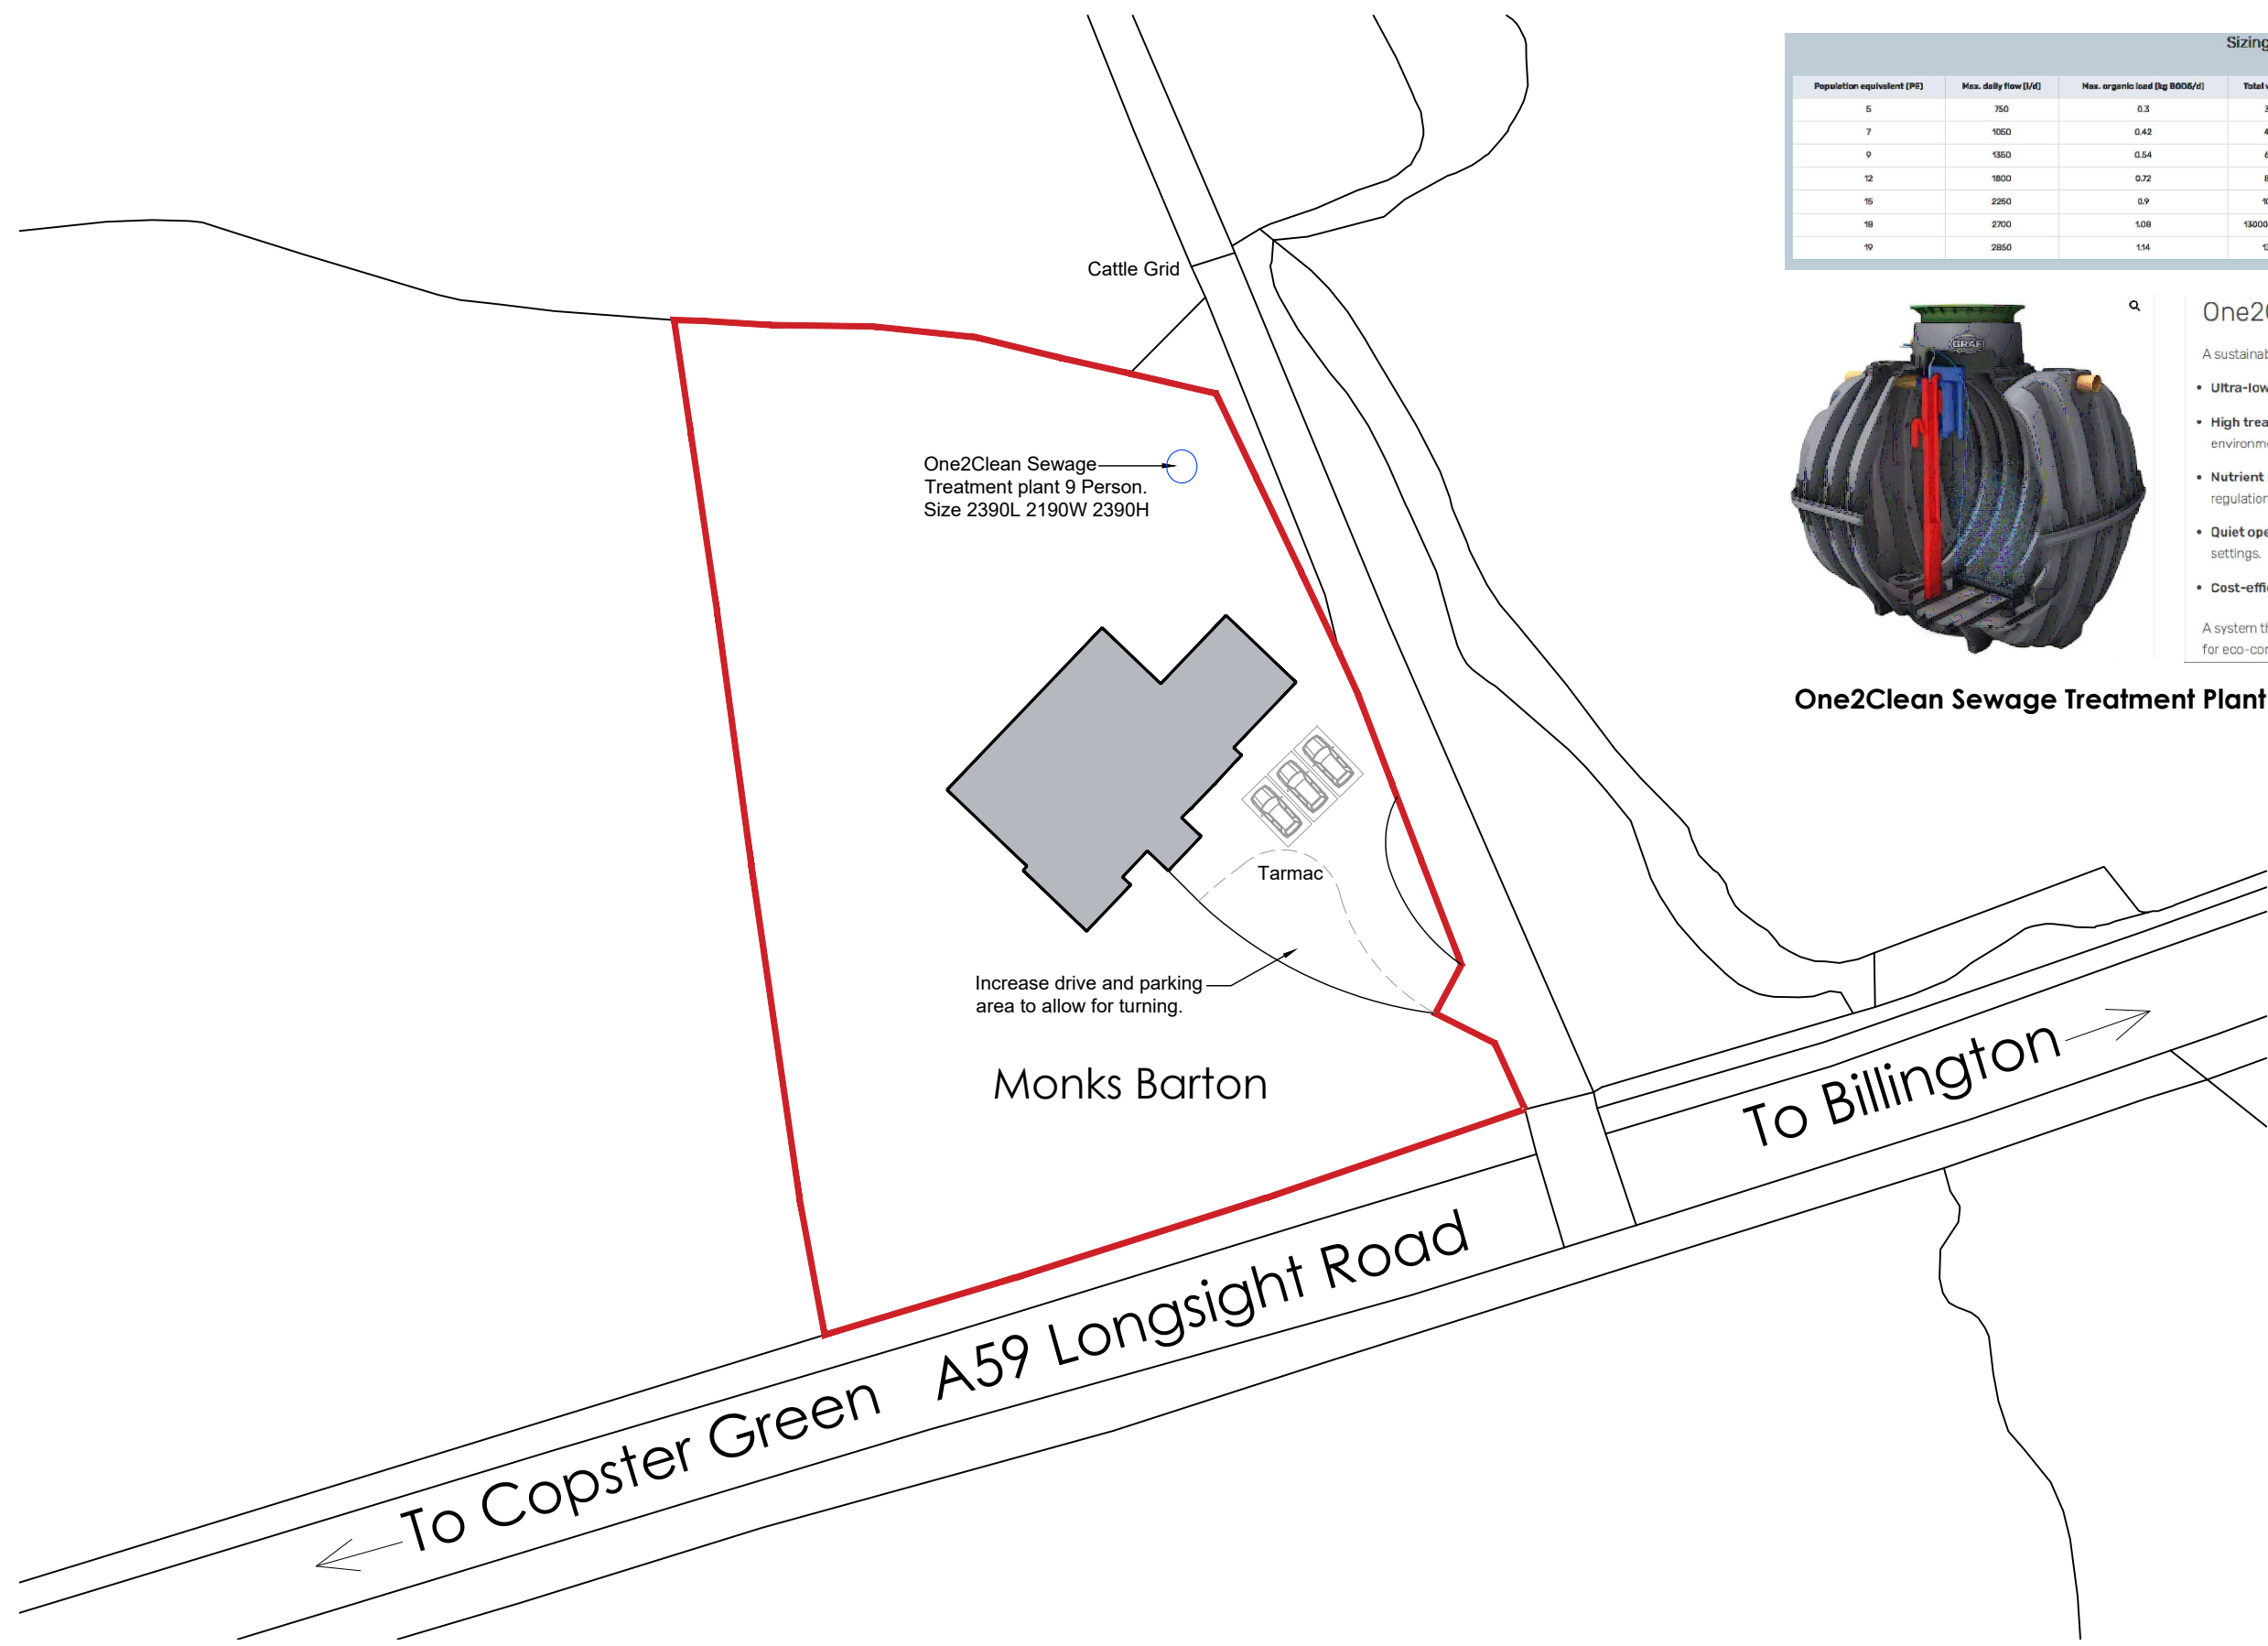 Sizing
Population equivalent (PE) Max. daily flow [l/d] Max. organic load [kg BOD5/d] Total
5 750 0.3
7 1050 0.42
9 1350 0.54
12 1800 0.72
15 2250 0.9
18 2700 1.08 13000
19 2850 1.14
Cattle Grid
GRAF
One2
A sustainab
• Ultra-low
• High trea
environme
• Nutrient
regulation
• Quiet ope
settings.
• Cost-effi
A system th
for eco-con
One2Clean Sewage Treatment Plant
One2Clean Sewage
Treatment plant 9 Person.
Size 2390L 2190W 2390H
Tarmac
Increase drive and parking
area to allow for turning.
Monks Barton
To Billington
A59 Longsight Road
To Copster Green